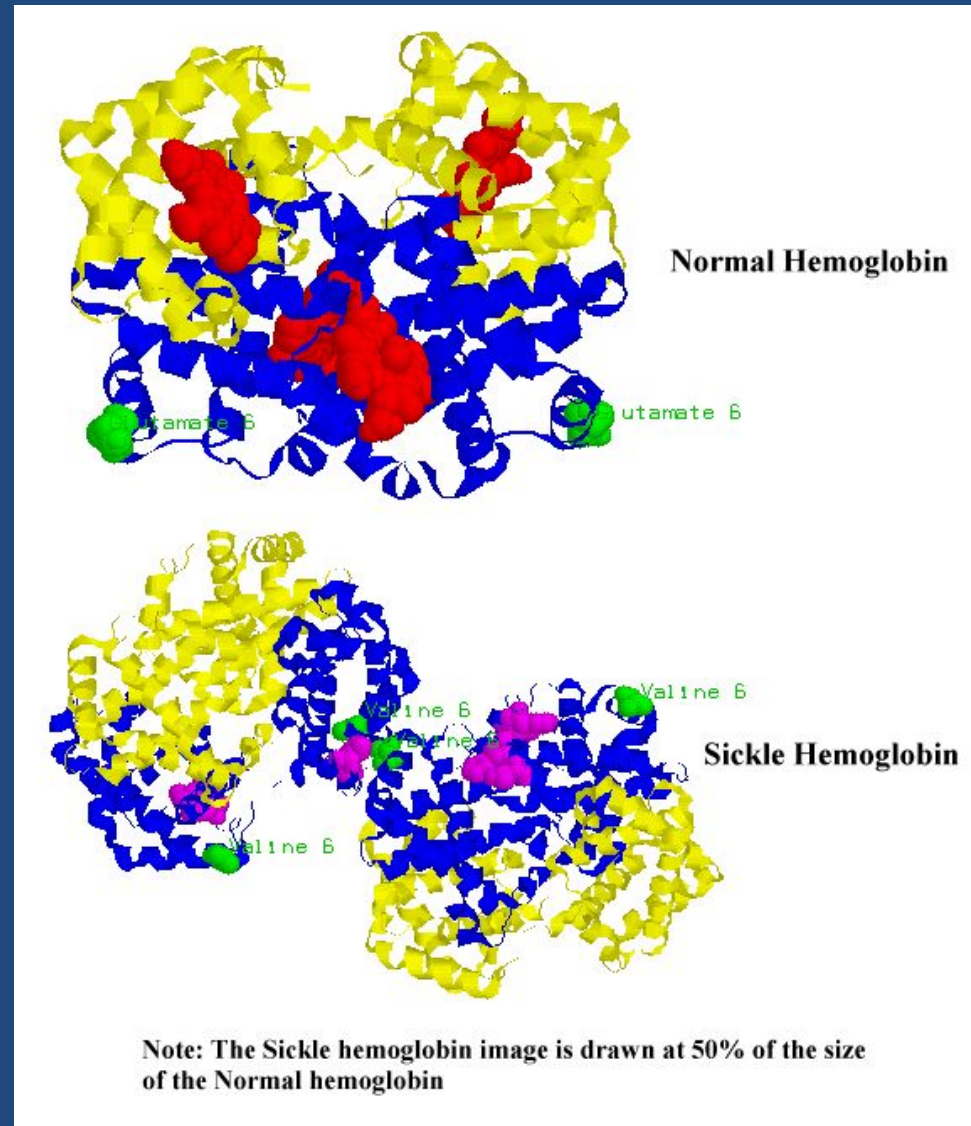 Normal Hemoglobin
utamate 6
utamate 6
Valine 6
Valine 6
Valine 6
Sickle Hemoglobin
aline 6
Note: The Sickle hemoglobin image is drawn at 50% of the size
of the Normal hemoglobin